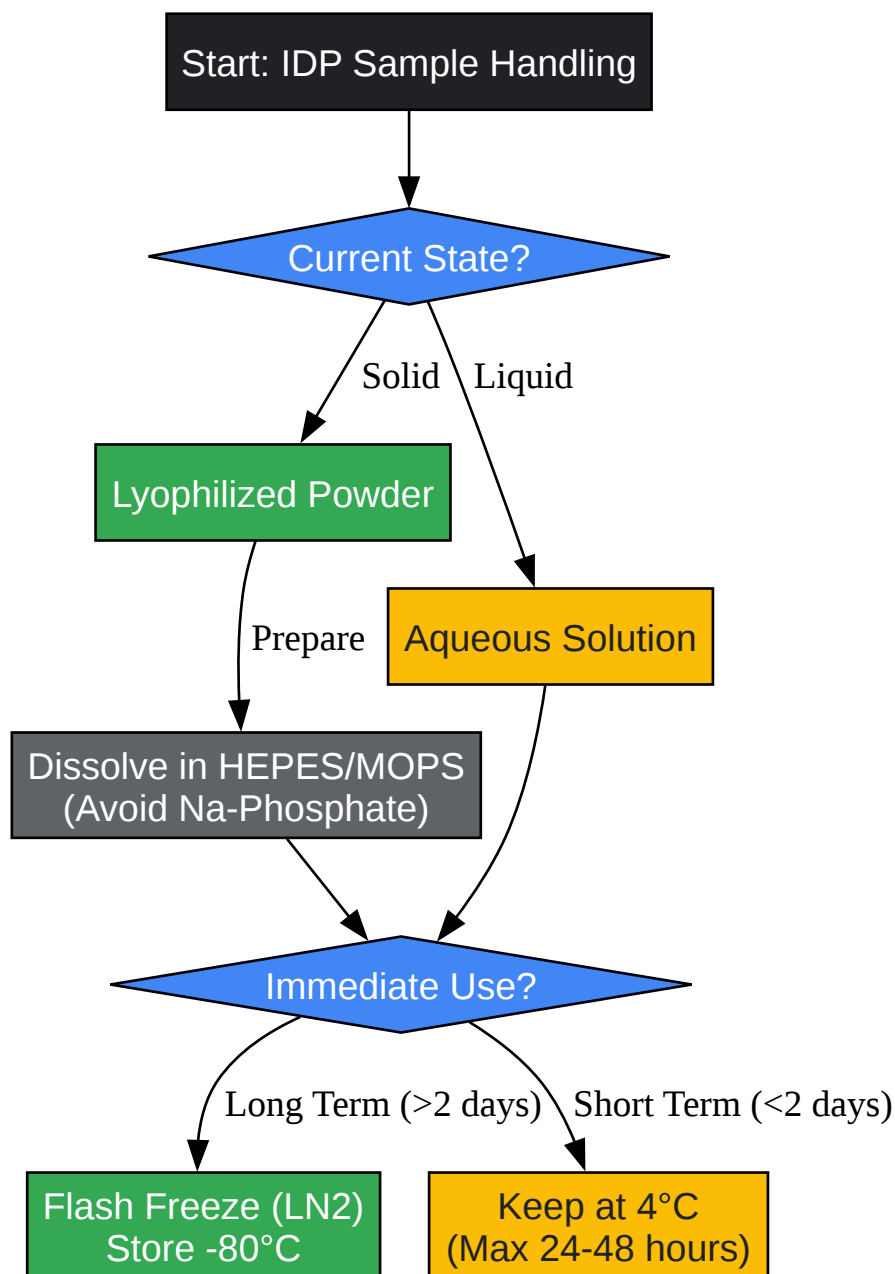 Start: IDP Sample Handling
Current State?
Solid
Liquid
Lyophilized Powder
Prepare
Aqueous Solution
Dissolve in HEPES/MOPS
(Avoid Na-Phosphate)
Immediate Use?
Long Term (>2 days)
Short Term (<2 days)
Flash Freeze (LN2)
Store -80°C
Keep at 4°C
(Max 24-48 hours)